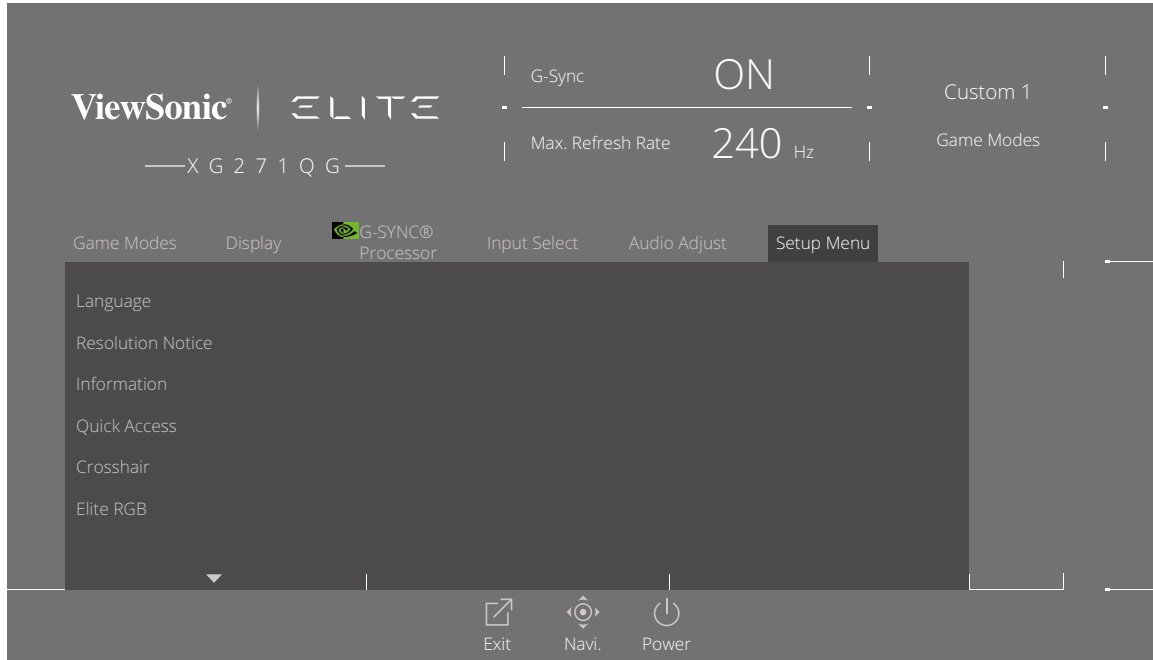 ViewSonic® ELITE
XG271QG
G-Sync ON
Max. Refresh Rate 240 Hz
Custom 1
Game Modes
Game Modes Display G-SYNC® Input Select Audio Adjust Setup Menu
Processor
Language
Resolution Notice
Information
Quick Access
Crosshair
Elite RGB
Exit Navi. Power